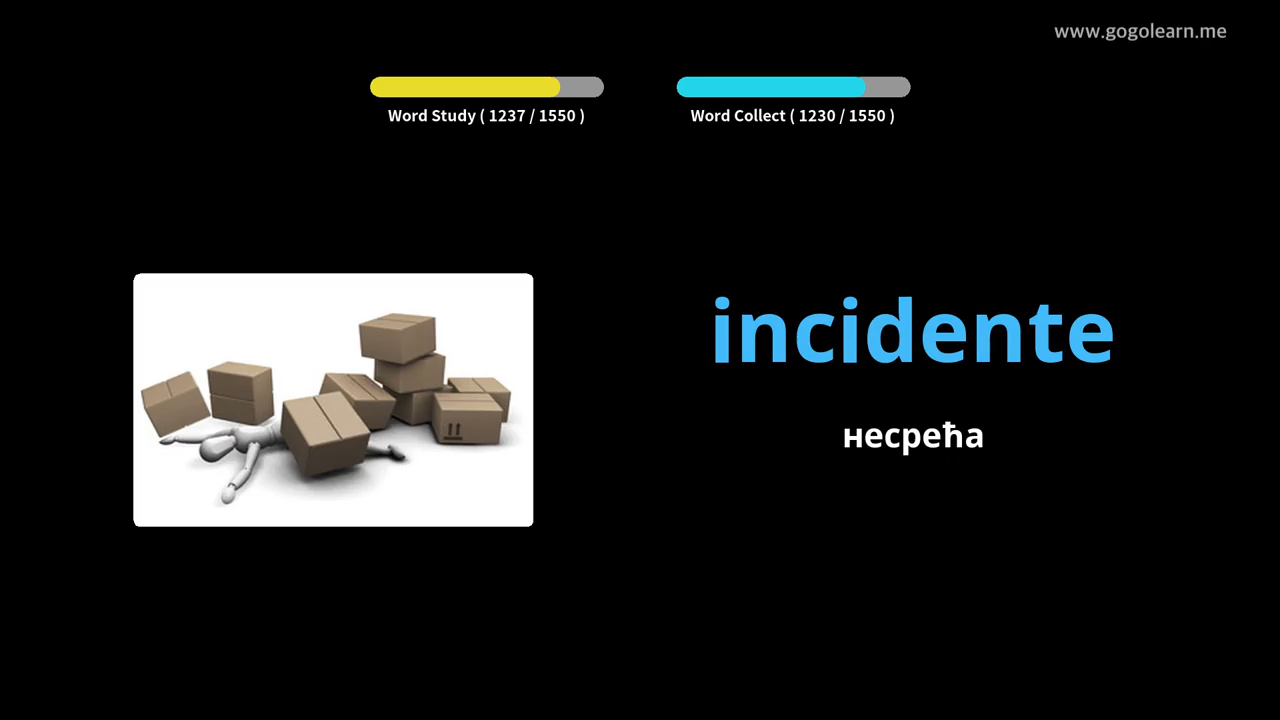 www.gogolearn.me
Word Study ( 1237 / 1550 )
Word Collect ( 1230 / 1550 )
incidente
несрећа